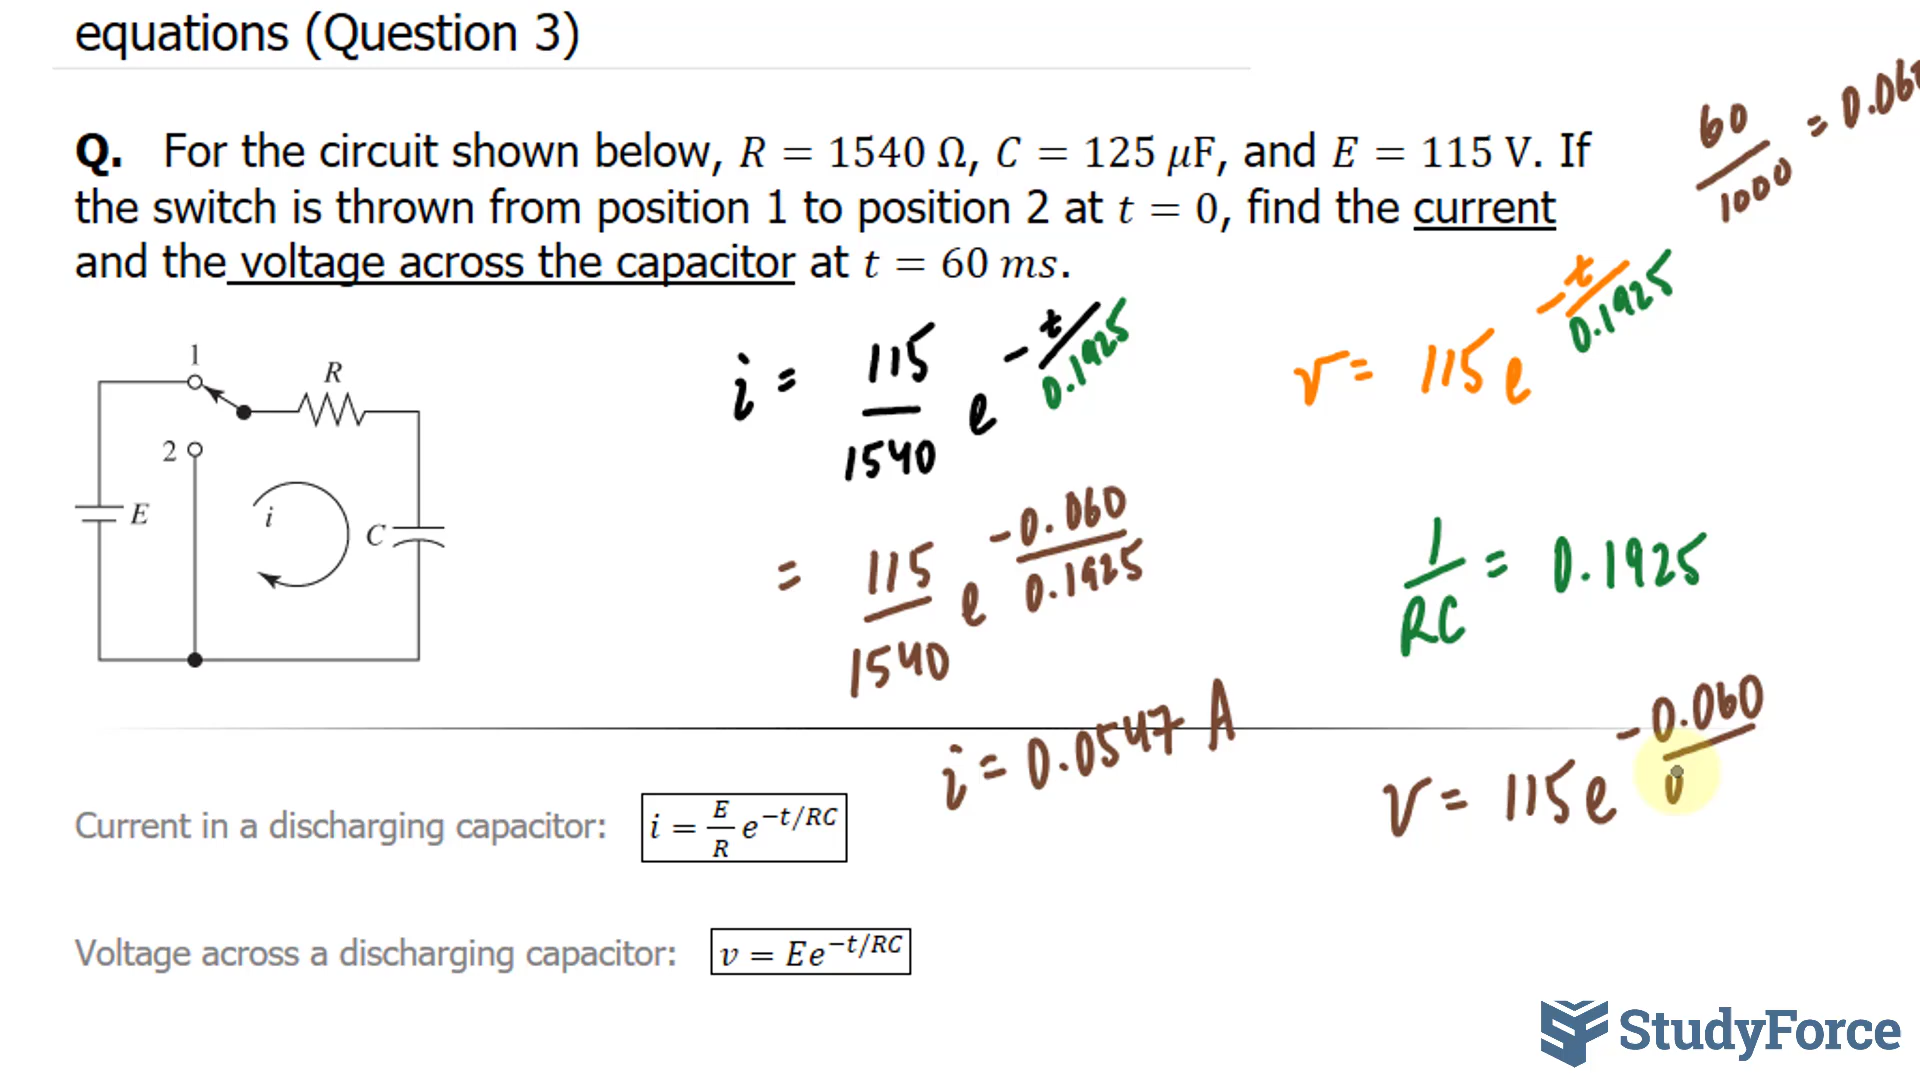 equations (Question 3)
Q. For the circuit shown below, R = 1540 Ω, C = 125 μF, and E = 115 V. If
the switch is thrown from position 1 to position 2 at t = 0, find the current
and the voltage across the capacitor at t = 60 ms.
60/1000 = 0.060
1
R
2
E
i
C
i = 115/1540 e^-t/0.1925
v = 115e^-t/0.1925
= 115/1540 e^-0.060/0.1925
1/RC = 0.1925
i = 0.0547 A
v = 115e^-0.060/0
Current in a discharging capacitor: i = E/R e^-t/RC
Voltage across a discharging capacitor: v = Ee^-t/RC
StudyForce